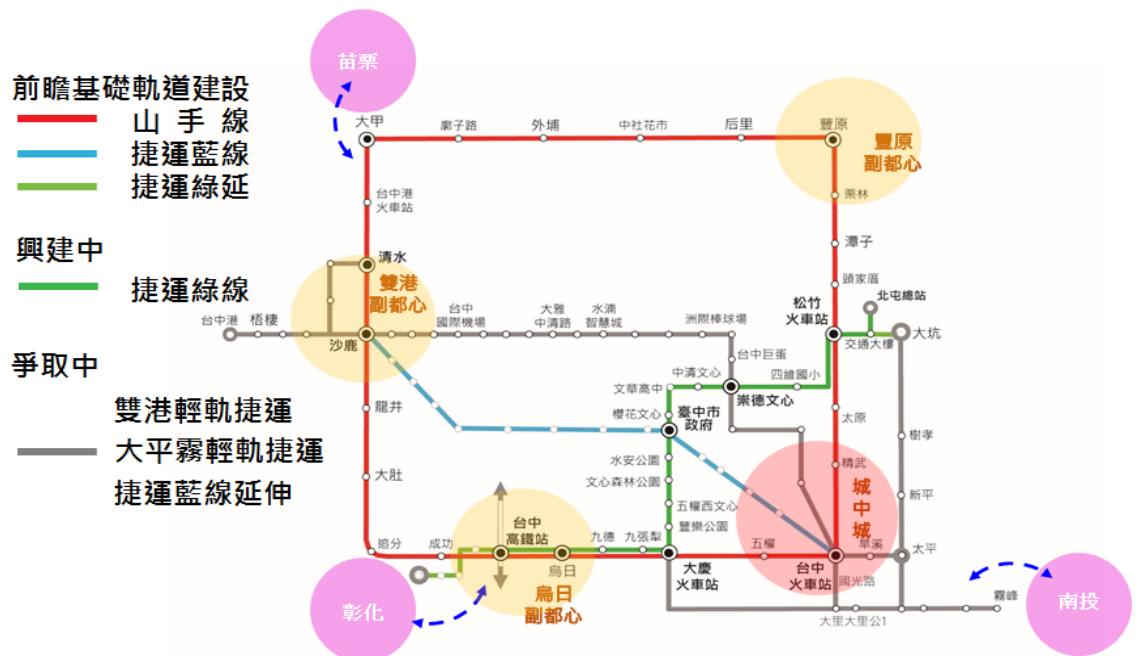 苗栗
前瞻基礎軌道建設
山手線
捷運藍線
捷運綠延
興建中
捷運綠線
爭取中
雙港輕軌捷運
大平霧輕軌捷運
捷運藍線延伸
大甲
廍子路
外埔
中社花市
后里
豐原
豐原
副都心
台中港
火車站
栗林
潭子
清水
雙港
副都心
頭家厝
北屯總站
松竹
火車站
台中港
梧棲
沙鹿
台中
國際機場
大雅
中清路
水湳
智慧城
洲際棒球場
交通大樓
大坑
台中巨蛋
中清文心
四維國小
文華高中
崇德文心
龍井
櫻花文心
臺中市
政府
太原
樹孝
水安公園
精武
大肚
文心森林公園
城
中
城
新平
五權西文心
豐樂公園
追分
成功
台中
高鐵站
九德
九張犁
五權
旱溪
太平
烏日
大慶
火車站
台中
火車站
國光路
烏日
副都心
彰化
霧峰
南投
大里大里公1